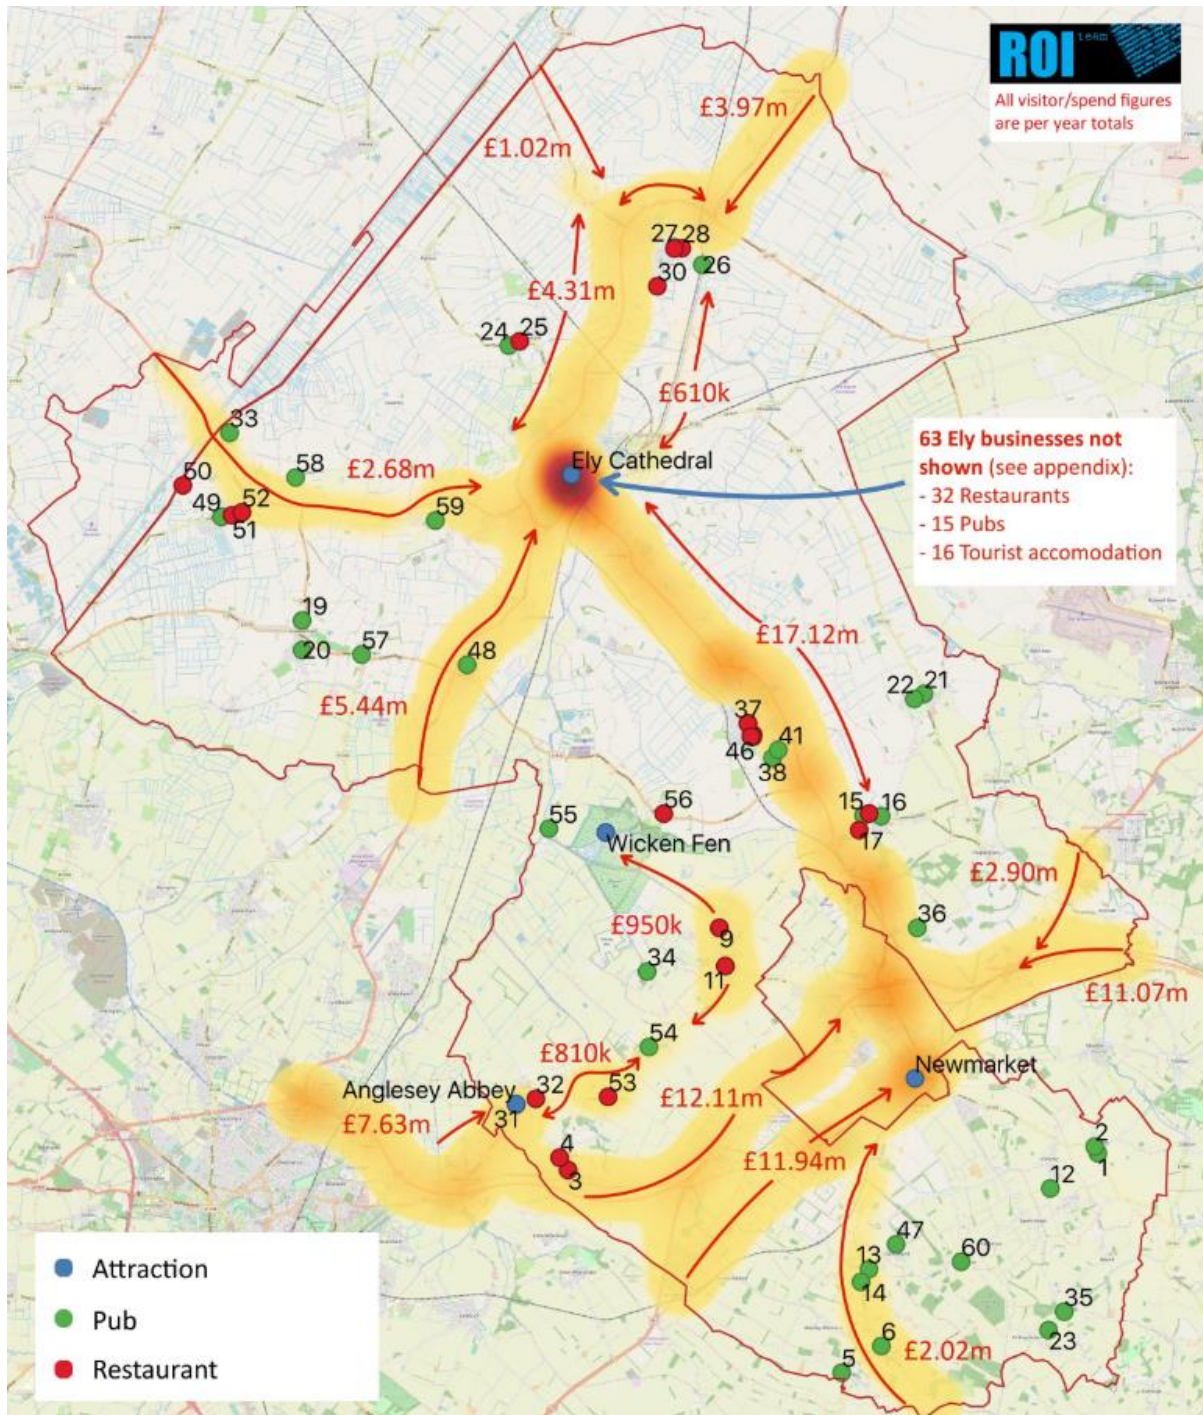 ROI team
All visitor/spend figures
are per year totals
£3.97m
£1.02m
27 28
26
30
£4.31m
24 25
£610k
33
63 Ely businesses not
shown (see appendix):
- 32 Restaurants
- 15 Pubs
- 16 Tourist accomodation
Ely Cathedral
58
£2.68m
50
49 52
51
59
19
20
57
48
£17.12m
£5.44m
22 21
37
46
41
38
15 16
17
55
56
Wicken Fen
£2.90m
£950k
9
36
34
11
£11.07m
54
£810k
Newmarket
Anglesey Abbey
32
53
31
£7.63m
£12.11m
4
3
£11.94m
2
1
12
47
13
60
14
35
23
6
5
£2.02m
Attraction
Pub
Restaurant